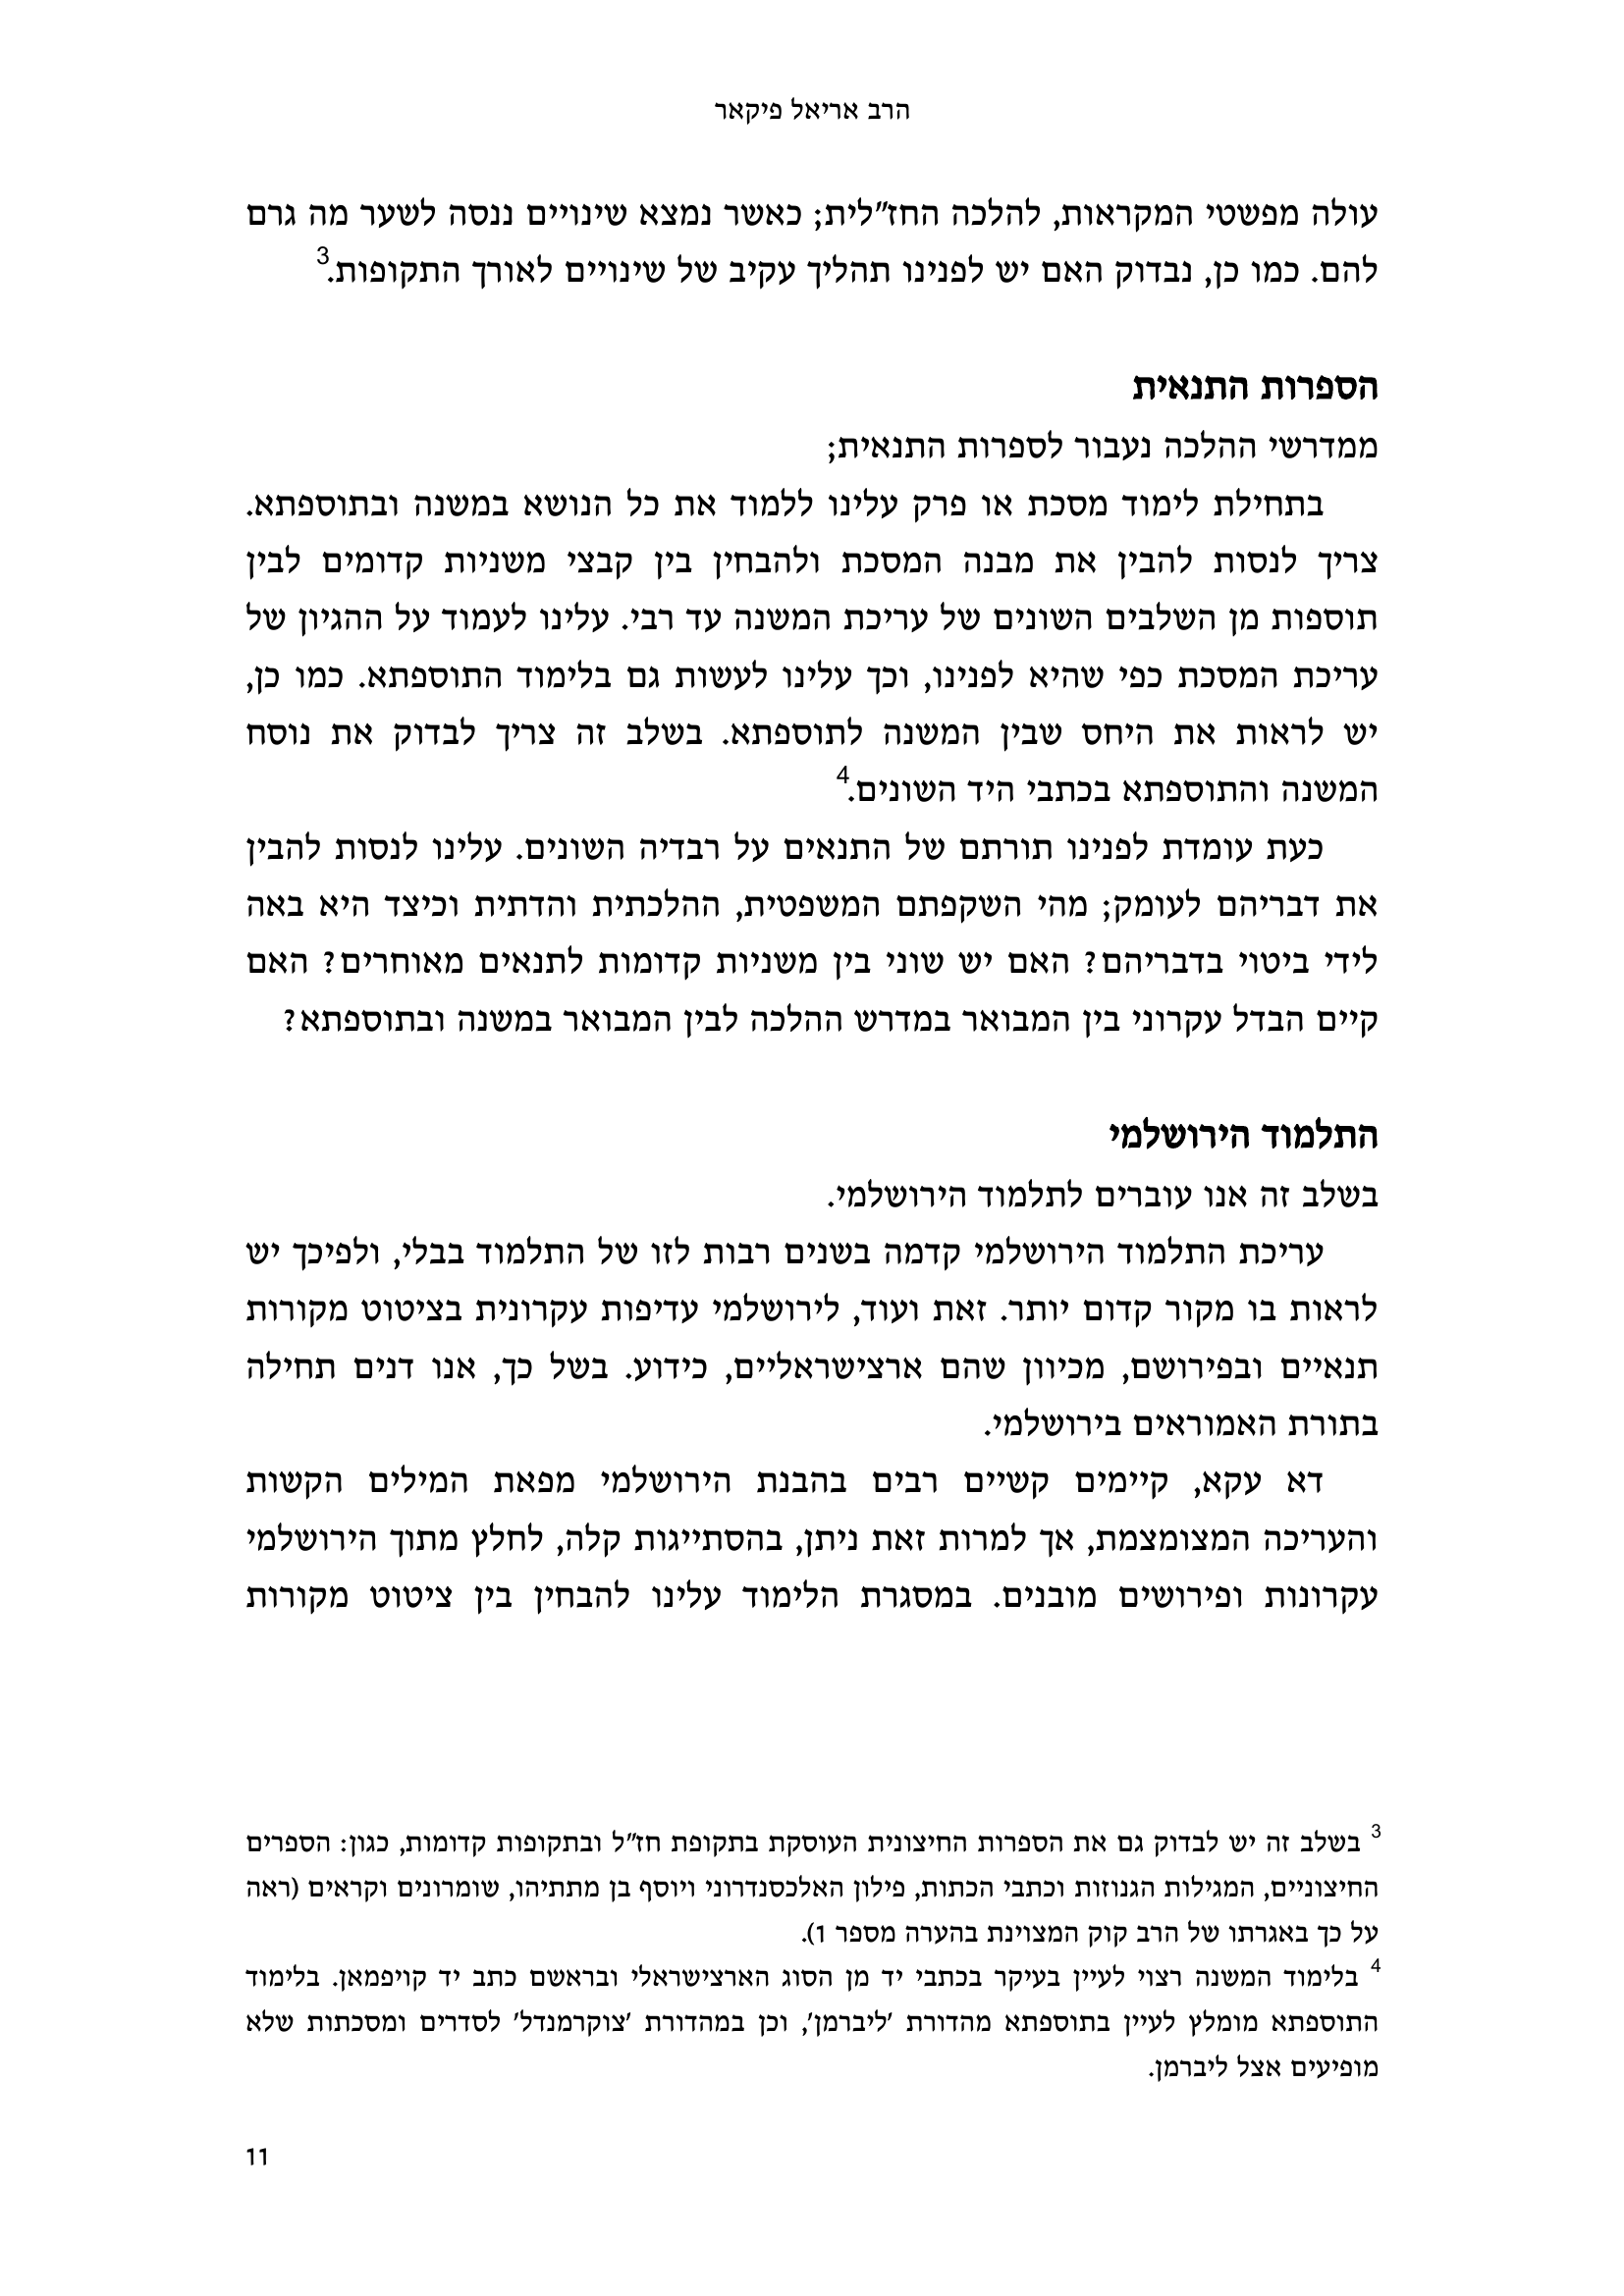 הרב אריאל פיקאר
עולה מפשטי המקראות, להלכה החז"לית; כאשר נמצא שינויים ננסה לשער מה גרם
להם. כמו כן, נבדוק האם יש לפנינו תהליך עקיב של שינויים לאורך התקופות.3
הספרות התנאית
ממדרשי ההלכה נעבור לספרות התנאית;
בתחילת לימוד מסכת או פרק עלינו ללמוד את כל הנושא במשנה ובתוספתא.
צריך לנסות להבין את מבנה המסכת ולהבחין בין קבצי משניות קדומים לבין
תוספות מן השלבים השונים של עריכת המשנה עד רבי. עלינו לעמוד על ההגיון של
עריכת המסכת כפי שהיא לפנינו, וכך עלינו לעשות גם בלימוד התוספתא. כמו כן,
יש לראות את היחס שבין המשנה לתוספתא. בשלב זה צריך לבדוק את נוסח
המשנה והתוספתא בכתבי היד השונים.4
כעת עומדת לפנינו תורתם של התנאים על רבדיה השונים. עלינו לנסות להבין
את דבריהם לעומק; מהי השקפתם המשפטית, ההלכתית והדתית וכיצד היא באה
לידי ביטוי בדבריהם? האם יש שוני בין משניות קדומות לתנאים מאוחרים? האם
קיים הבדל עקרוני בין המבואר במדרש ההלכה לבין המבואר במשנה ובתוספתא?
התלמוד הירושלמי
בשלב זה אנו עוברים לתלמוד הירושלמי.
עריכת התלמוד הירושלמי קדמה בשנים רבות לזו של התלמוד בבלי, ולפיכך יש
לראות בו מקור קדום יותר. זאת ועוד, לירושלמי עדיפות עקרונית בציטוט מקורות
תנאיים ובפירושם, מכיוון שהם ארצישראליים, כידוע. בשל כך, אנו דנים תחילה
בתורת האמוראים בירושלמי.
דא עקא, קיימים קשיים רבים בהבנת הירושלמי מפאת המילים הקשות
והעריכה המצומצמת, אך למרות זאת ניתן, בהסתייגות קלה, לחלץ מתוך הירושלמי
עקרונות ופירושים מובנים. במסגרת הלימוד עלינו להבחין בין ציטוט מקורות
3 בשלב זה יש לבדוק גם את הספרות החיצונית העוסקת בתקופת חז"ל ובתקופות קדומות, כגון: הספרים
החיצוניים, המגילות הגנוזות וכתבי הכתות, פילון האלכסנדרוני ויוסף בן מתתיהו, שומרונים וקראים (ראה
על כך באגרתו של הרב קוק המצוינת בהערה מספר 1).
4 בלימוד המשנה רצוי לעיין בעיקר בכתבי יד מן הסוג הארצישראלי ובראשם כתב יד קויפמאן. בלימוד
התוספתא מומלץ לעיין בתוספתא מהדורת 'ליברמן', וכן במהדורת 'צוקרמנדל' לסדרים ומסכתות שלא
מופיעים אצל ליברמן.
11